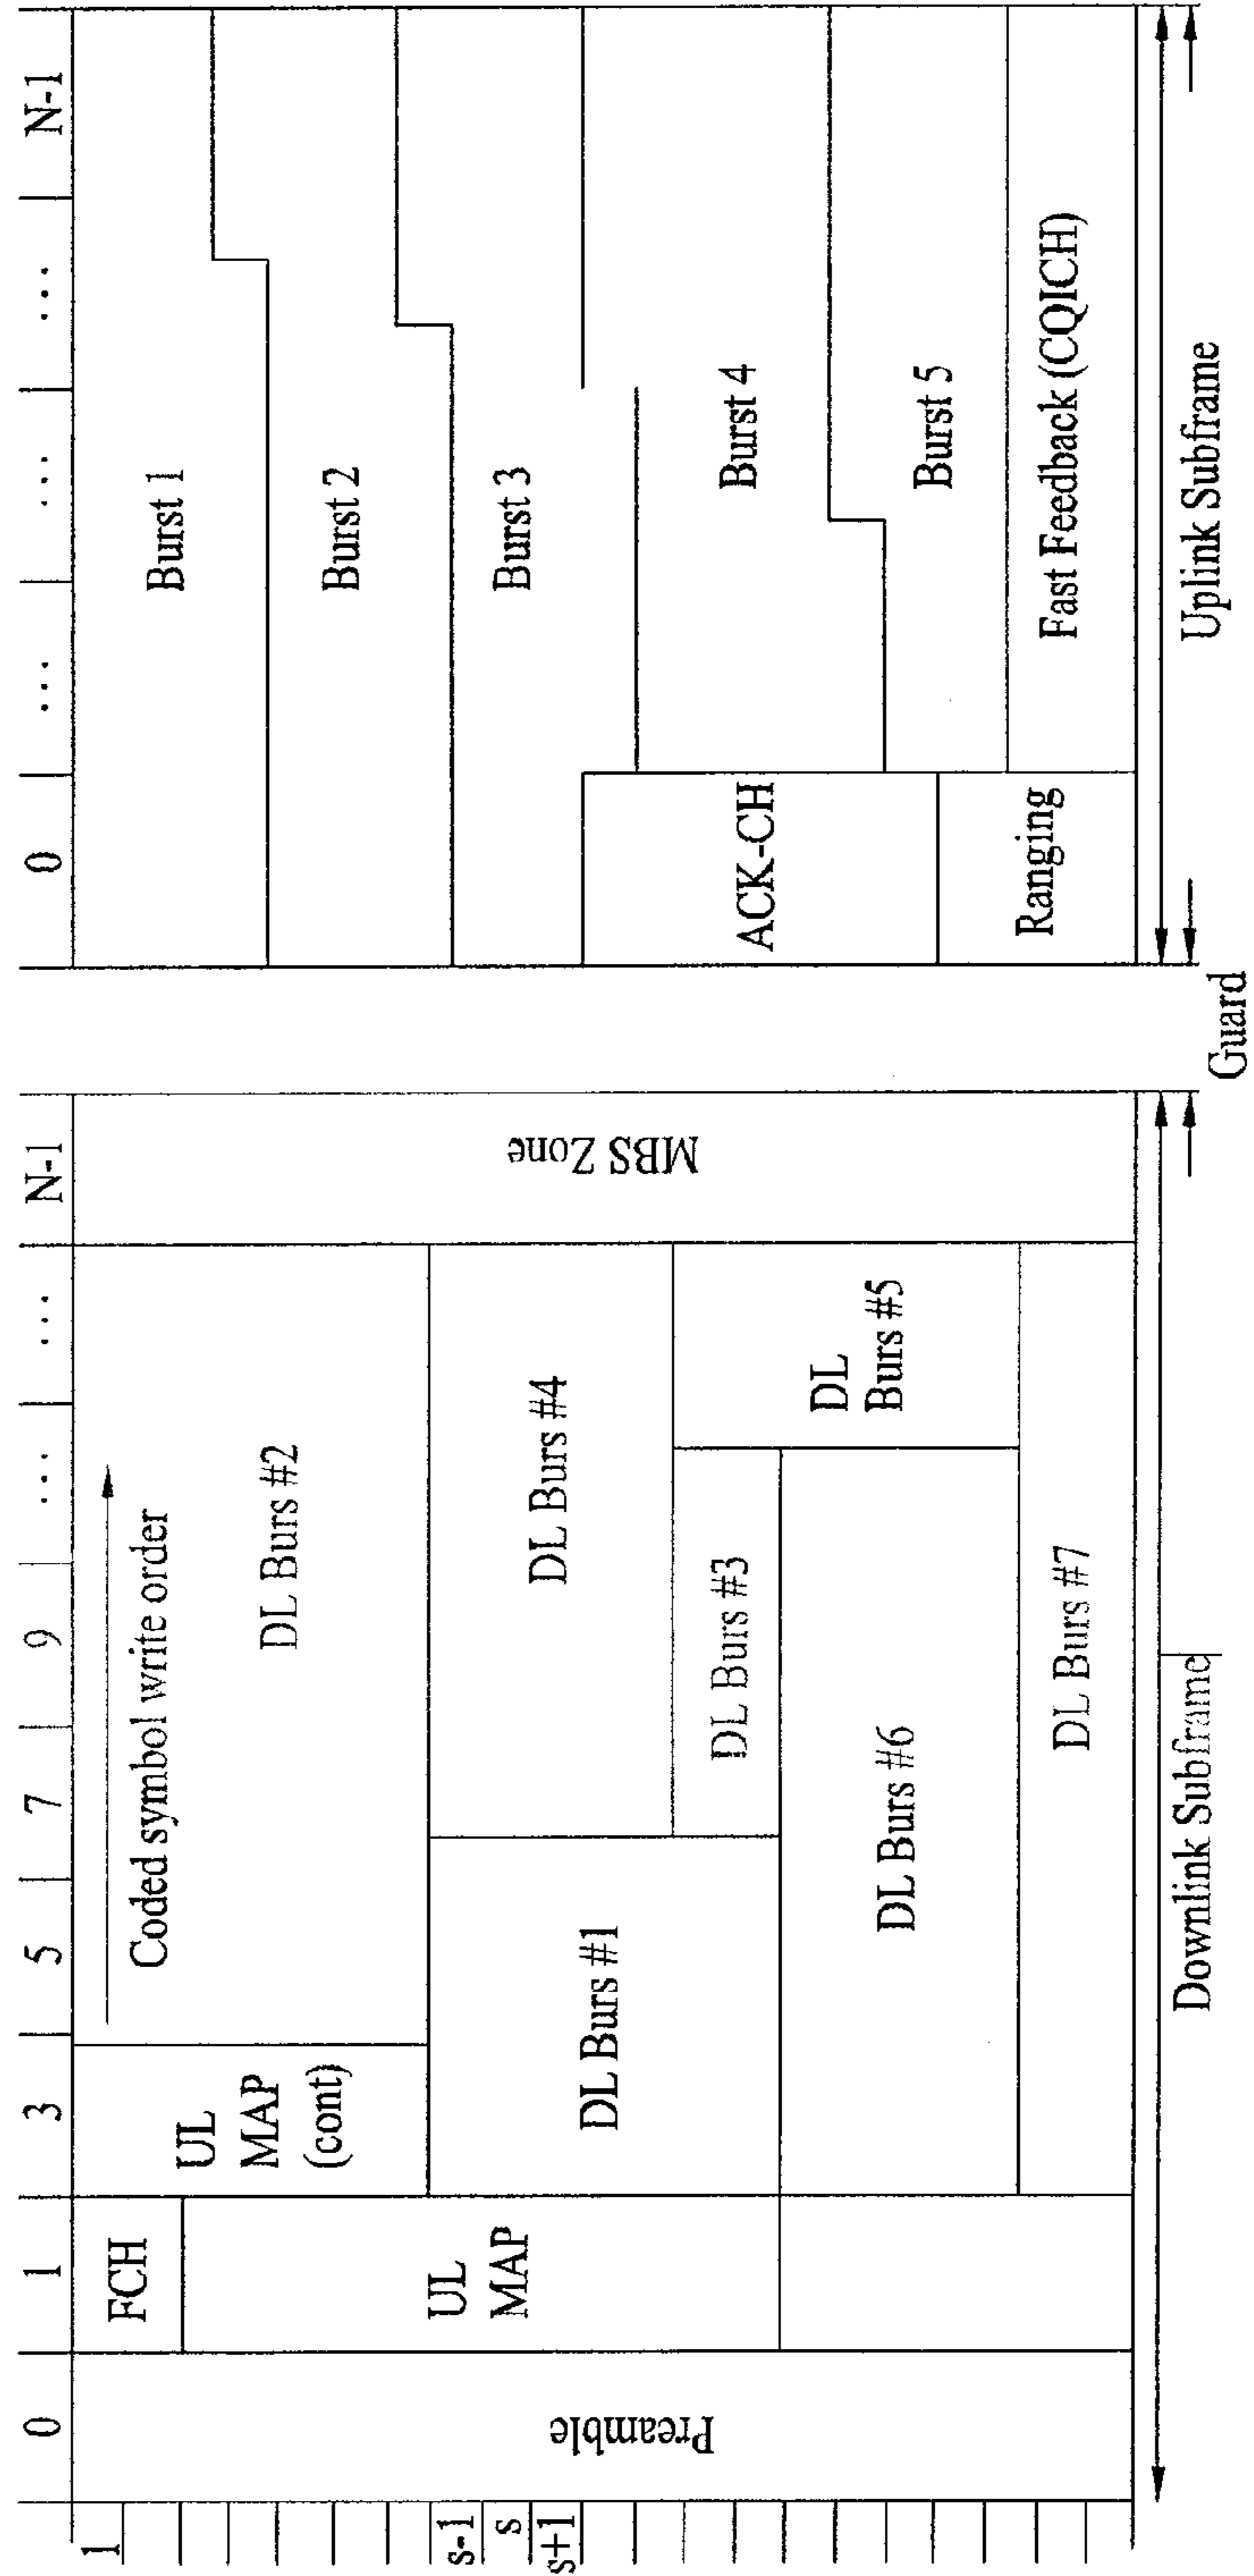 0 1 3 5 7 9 ... ... N-1
0 ... ... ... N-1
1
s-1
s
s+1
Preamble
FCH
UL
MAP
UL
MAP
(cont)
Coded symbol write order
DL Burs #2
DL Burs #1
DL Burs #4
DL Burs #3
DL
Burs #5
DL Burs #6
DL Burs #7
MBS Zone
Burst 1
Burst 2
Burst 3
Burst 4
Burst 5
ACK-CH
Ranging
Fast Feedback (CQICH)
Downlink Subframe
Guard
Uplink Subframe